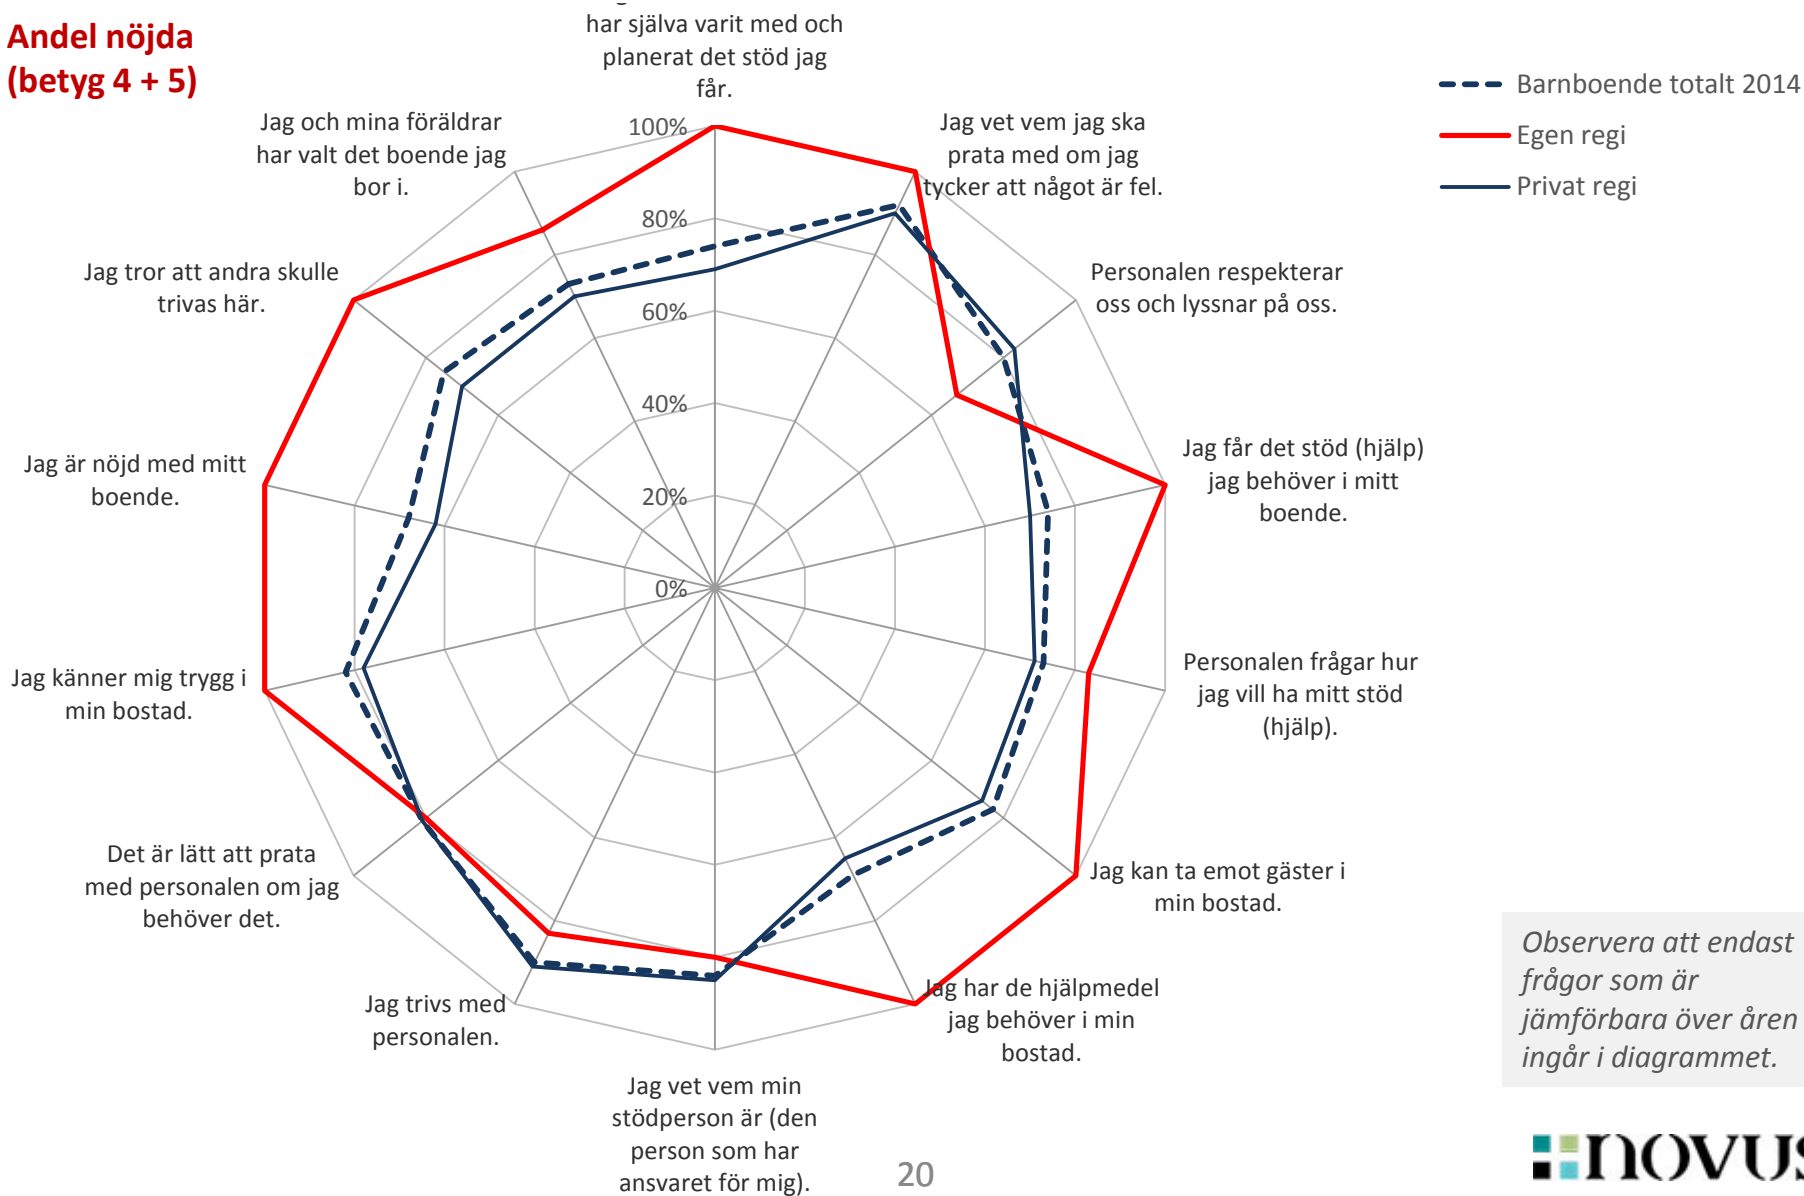 Andel nöjda
(betyg 4 + 5)
har själva varit med och
planerat det stöd jag
får.
Jag vet vem jag ska
prata med om jag
tycker att något är fel.
Personalen respekterar
oss och lyssnar på oss.
Jag får det stöd (hjälp)
jag behöver i mitt
boende.
Personalen frågar hur
jag vill ha mitt stöd
(hjälp).
Jag kan ta emot gäster i
min bostad.
Jag har de hjälpmedel
jag behöver i min
bostad.
Jag vet vem min
stödperson är (den
person som har
ansvaret för mig).
Jag trivs med
personalen.
Det är lätt att prata
med personalen om jag
behöver det.
Jag känner mig trygg i
min bostad.
Jag är nöjd med mitt
boende.
Jag tror att andra skulle
trivas här.
Jag och mina föräldrar
har valt det boende jag
bor i.
100%
80%
60%
40%
20%
0%
Barnboende totalt 2014
Egen regi
Privat regi
Observera att endast
frågor som är
jämförbara över åren
ingår i diagrammet.
20
novus